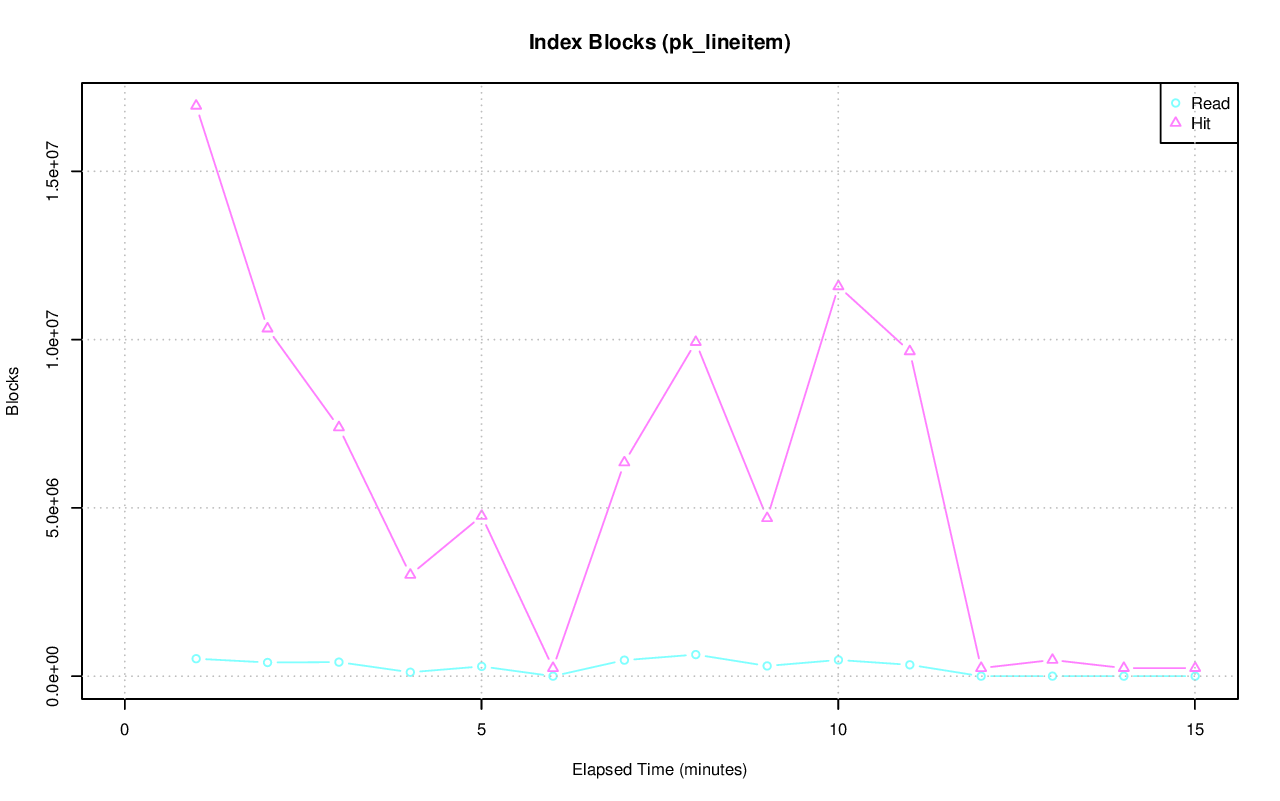 Index Blocks (pk_lineitem)
Read
Hit
Blocks
1.5e+07
1.0e+07
5.0e+06
0.0e+00
0 5 10 15
Elapsed Time (minutes)